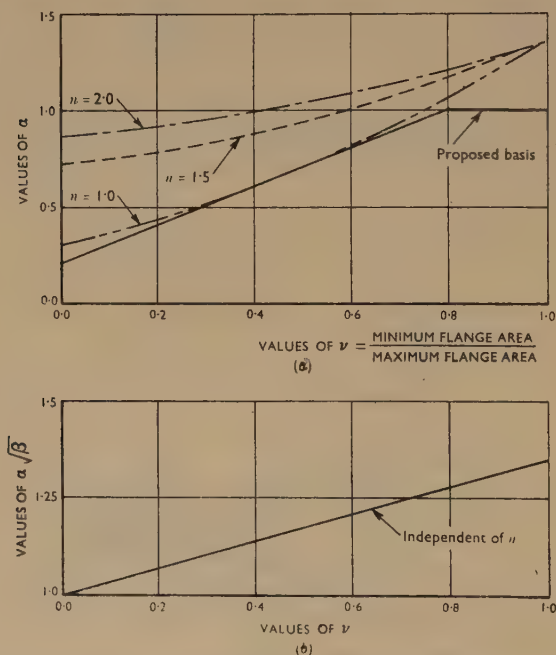 1·5
n = 2·0
1·0
Proposed basis
VALUES OF α
n = 1·5
0·5
n = 1·0
0·0
0·0 0·2 0·4 0·6 0·8 1·0
VALUES OF ν = MINIMUM FLANGE AREA
MAXIMUM FLANGE AREA
(a)
1·5
VALUES OF α √β
1·25
Independent of n
1·0
0·0 0·2 0·4 0·6 0·8 1·0
VALUES OF ν
(b)